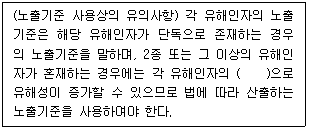 (노출기준 사용상의 유의사항) 각 유해인자의 노출
기준은 해당 유해인자가 단독으로 존재하는 경우
의 노출기준을 말하며, 2종 또는 그 이상의 유해인
자가 혼재하는 경우에는 각 유해인자의 (    )으로
유해성이 증가할 수 있으므로 법에 따라 산출하는
노출기준을 사용하여야 한다.